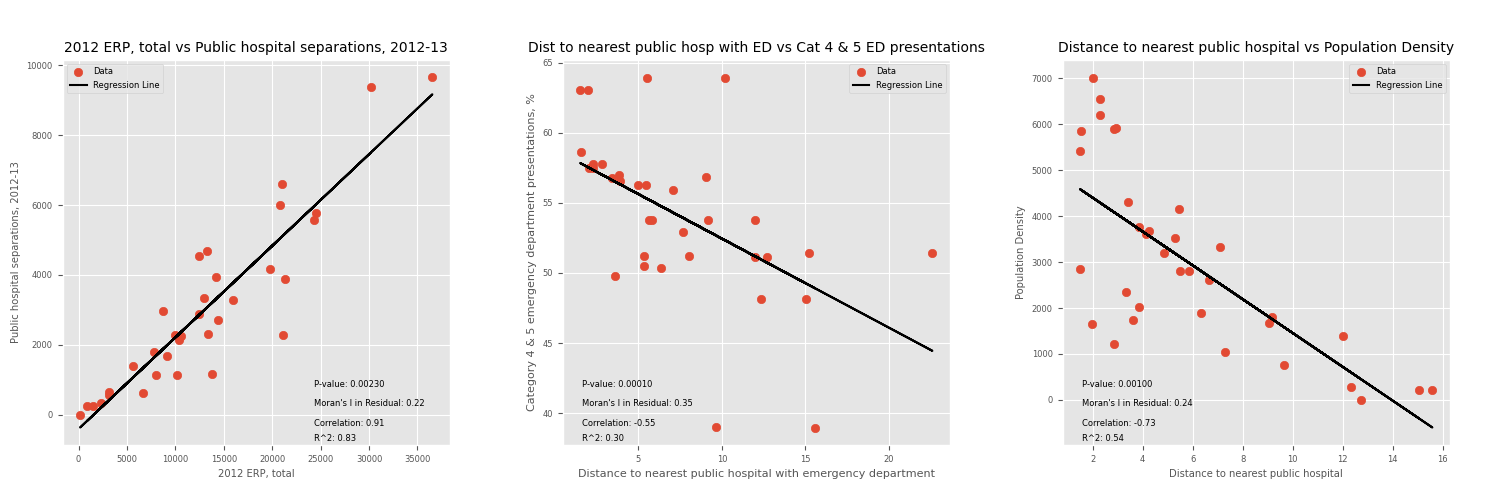 2012 ERP, total vs Public hospital separations, 2012-13
Data
Regression Line
10000
8000
6000
4000
2000
0
Public hospital separations, 2012-13
P-value: 0.00230
Moran's I in Residual: 0.22
Correlation: 0.91
R^2: 0.83
0 5000 10000 15000 20000 25000 30000 35000
2012 ERP, total
Dist to nearest public hosp with ED vs Cat 4 & 5 ED presentations
Data
Regression Line
65
60
55
50
45
40
Category 4 & 5 emergency department presentations, %
P-value: 0.00010
Moran's I in Residual: 0.35
Correlation: -0.55
R^2: 0.30
5 10 15 20
Distance to nearest public hospital with emergency department
Distance to nearest public hospital vs Population Density
Data
Regression Line
7000
6000
5000
4000
3000
2000
1000
0
Population Density
P-value: 0.00100
Moran's I in Residual: 0.24
Correlation: -0.73
R^2: 0.54
2 4 6 8 10 12 14 16
Distance to nearest public hospital